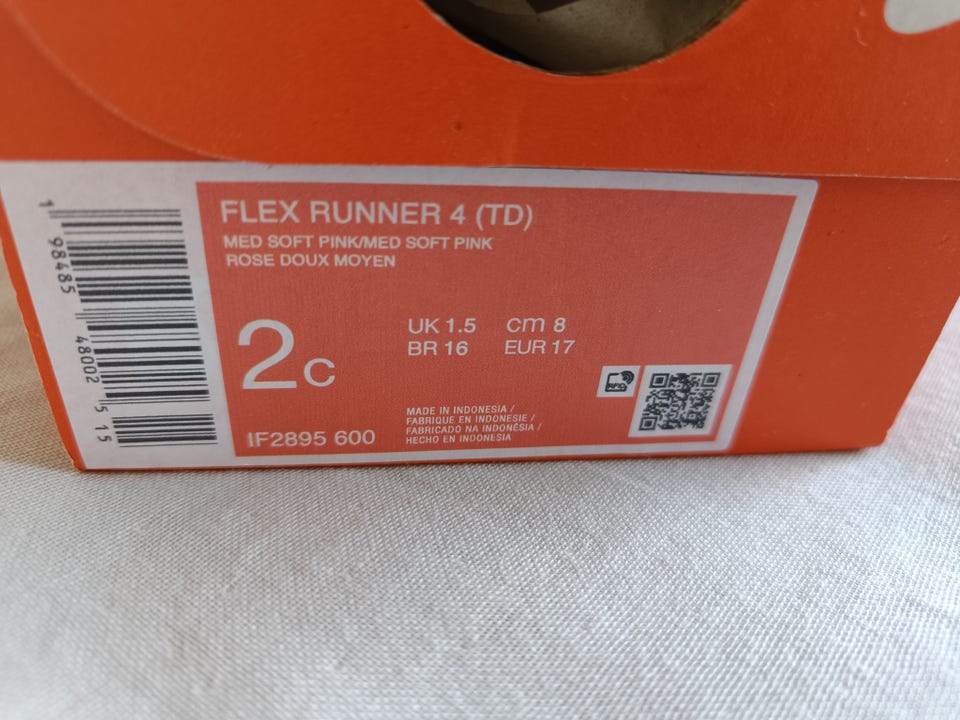 FLEX RUNNER 4 (TD)
MED SOFT PINK/MED SOFT PINK
ROSE DOUX MOYEN
2C
UK 1.5 cm 8
BR 16 EUR 17
MADE IN INDONESIA /
FABRIQUE EN INDONESIE /
FABRICADO NA INDONÉSIA /
HECHO EN INDONESIA
IF2895 600
RFID
1 98485 48002 5 15